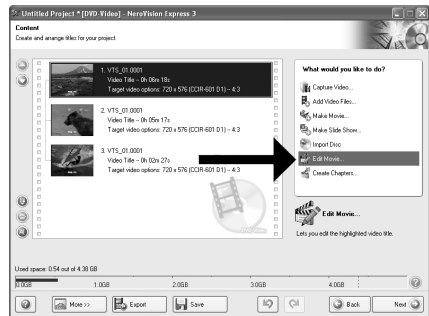 Untitled Project *[DVD-Video] - NeroVision Express 3
Content
Create and arrange titles for your project.
1. VTS_01.0001
Video Title -- 0h 06m 18s
Target video options: 720 x 576 (CCIR-601 D1) -- 4:3
2. VTS_01.0001
Video Title -- 0h 05m 17s
Target video options: 720 x 576 (CCIR-601 D1) -- 4:3
3. VTS_01.0001
Video Title -- 0h 02m 27s
Target video options: 720 x 576 (CCIR-601 D1) -- 4:3
What would you like to do?
Capture Video...
Add Video Files...
Make Movie...
Make Slide Show...
Import Disc
Edit Movie...
Create Chapters...
Edit Movie...
Lets you edit the highlighted video title.
Used space: 0.54 out of 4.38 GB
0.0GB 1.0GB 2.0GB 3.0GB 4.0GB
More >> Export Save Back Next